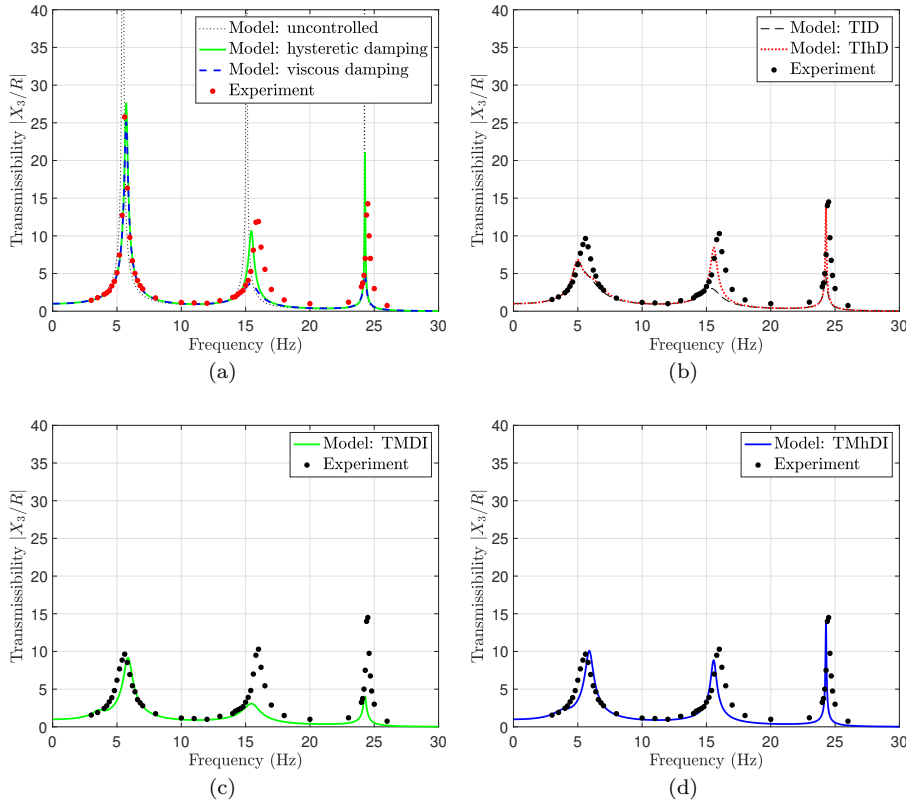 40
35
30
25
20
15
10
5
0
Transmissibility |X3/R|
Model: uncontrolled
Model: hysteretic damping
Model: viscous damping
Experiment
0 5 10 15 20 25 30
Frequency (Hz)
(a)
40
35
30
25
20
15
10
5
0
Transmissibility |X3/R|
Model: TID
Model: TIhD
Experiment
0 5 10 15 20 25 30
Frequency (Hz)
(b)
40
35
30
25
20
15
10
5
0
Transmissibility |X3/R|
Model: TMDI
Experiment
0 5 10 15 20 25 30
Frequency (Hz)
(c)
40
35
30
25
20
15
10
5
0
Transmissibility |X3/R|
Model: TMhDI
Experiment
0 5 10 15 20 25 30
Frequency (Hz)
(d)